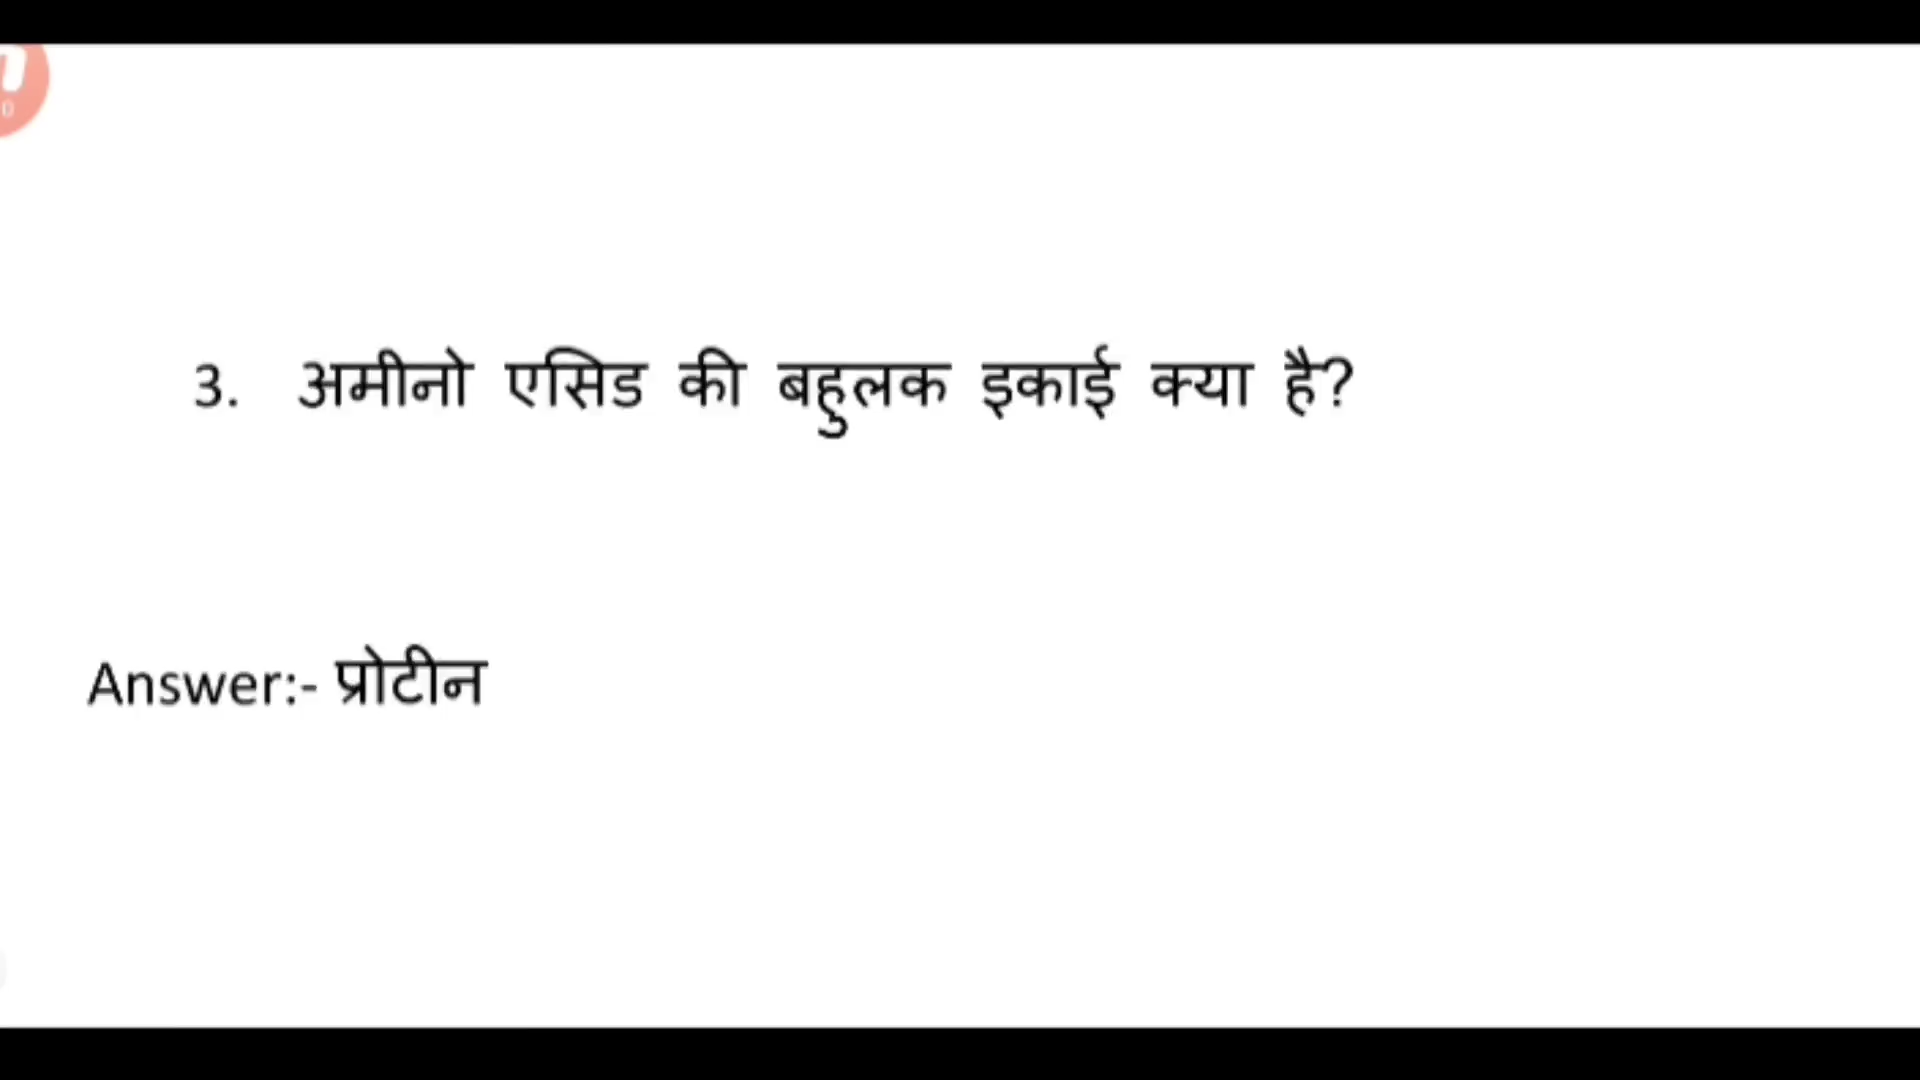 3. अमीनो एसिड की बहुलक इकाई क्या है?
Answer:- प्रोटीन